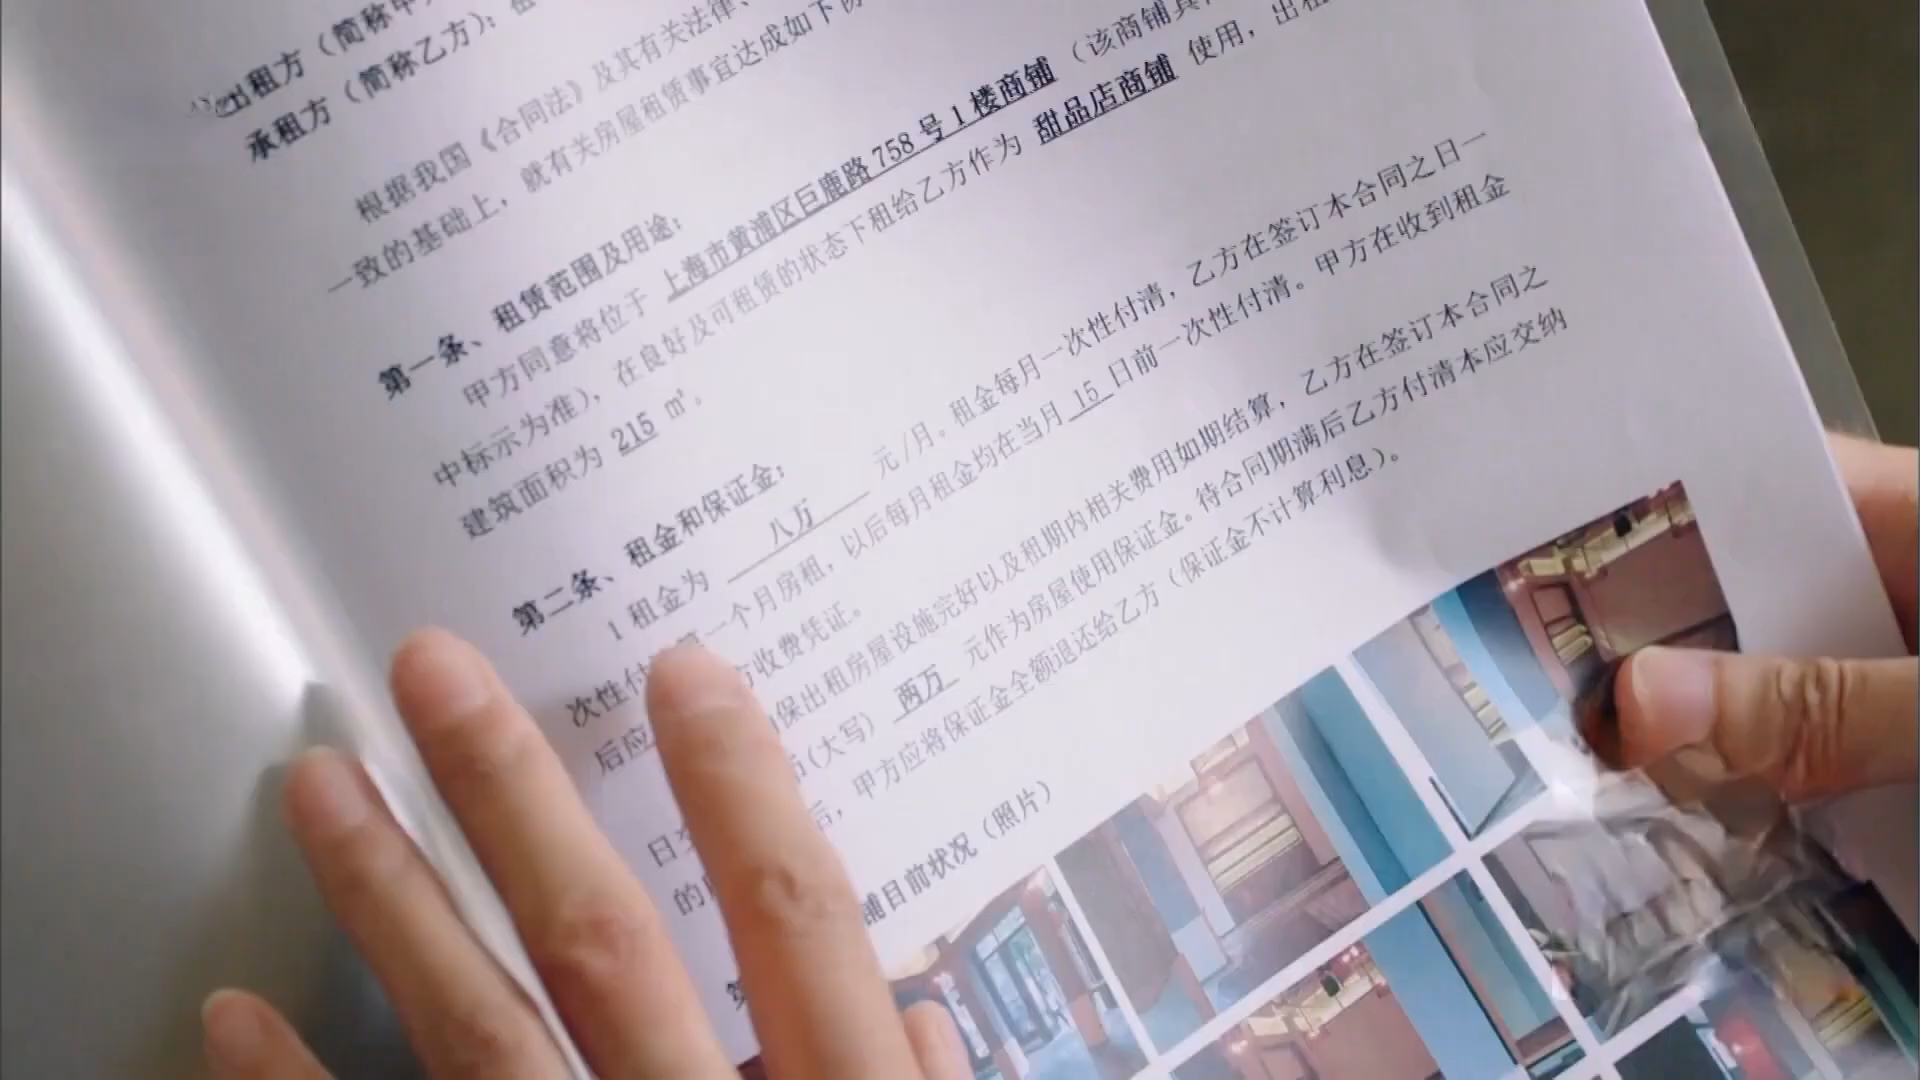 出租方（简称甲
承租方（简称乙方）：
根据我国《合同法》及其有关法律、
一致的基础上，就有关房屋租赁事宜达成如下协
第一条、租赁范围及用途：
甲方同意将位于 上海市黄浦区巨鹿路758号1楼商铺 （该商铺具
中标示为准），在良好及可租赁的状态下租给乙方作为 甜品店商铺 使用，出租
建筑面积为 215 ㎡。
第二条、租金和保证金：
1 租金为 八万 元/月。租金每月一次性付清，乙方在签订本合同之日一
次性付 第一个月房租，以后每月租金均在当月 15 日前一次性付清。甲方在收到租金
后应 方收费凭证。
保出租房屋设施完好以及租期内相关费用如期结算，乙方在签订本合同之
日 币(大写) 两万 元作为房屋使用保证金。待合同期满后乙方付清本应交纳
的 后，甲方应将保证金全额退还给乙方（保证金不计算利息）。
第 铺目前状况（照片）